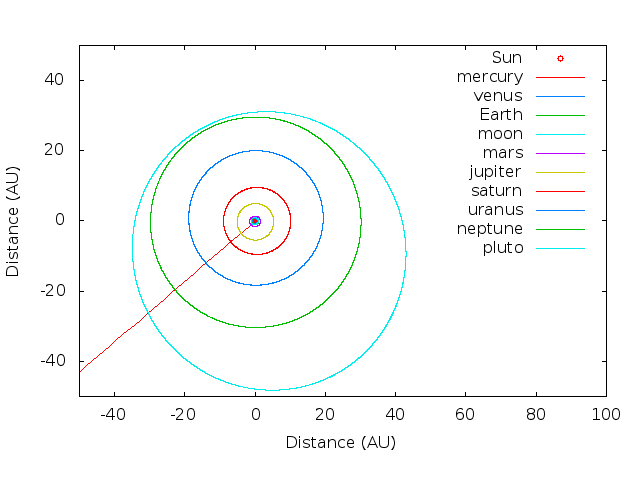 Sun
mercury
venus
Earth
moon
mars
jupiter
saturn
uranus
neptune
pluto
40
20
0
-20
-40
Distance (AU)
-40 -20 0 20 40 60 80 100
Distance (AU)